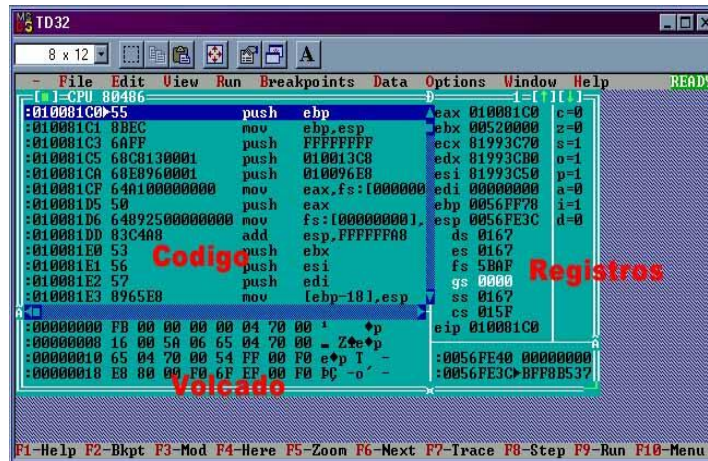 TD32
8 x 12
A
- File Edit View Run Breakpoints Data Options Window Help READY
=[■]=CPU 80486 1=[↑][↓]=
:010081C0►55 push ebp eax 010081C0 c=0
:010081C1 8BEC mov ebp,esp ebx 00520000 z=0
:010081C3 6AFF push FFFFFFFF ecx 81993C70 s=1
:010081C5 68C8130001 push 010013C8 edx 81993CB0 o=1
:010081CA 68E8960001 push 010096E8 esi 81993C50 p=1
:010081CF 64A100000000 mov eax,fs:[000000 edi 00000000 a=0
:010081D5 50 push eax ebp 0056FF78 i=1
:010081D6 64892500000000 mov fs:[00000000], esp 0056FE3C d=0
:010081DD 83C4A8 add esp,FFFFFFA8 ds 0167
:010081E0 53 push ebx es 0167
:010081E1 56 push esi fs 5BAF
:010081E2 57 push edi gs 0000
:010081E3 8965E8 mov [ebp-18],esp ss 0167
cs 015F
Codigo
Registros
:00000000 FB 00 00 00 00 04 70 00 ¹ ♦p eip 010081C0
:00000008 16 00 5A 06 65 04 70 00 Z♠e♦p
:00000010 65 04 70 00 54 FF 00 F0 e♦p T - :0056FE40 00000000
:00000018 E8 80 00 F0 6F EF 00 F0 ÞÇ -o´ - :0056FE3C►BFF8B537
Volcado
F1-Help F2-Bkpt F3-Mod F4-Here F5-Zoom F6-Next F7-Trace F8-Step F9-Run F10-Menu